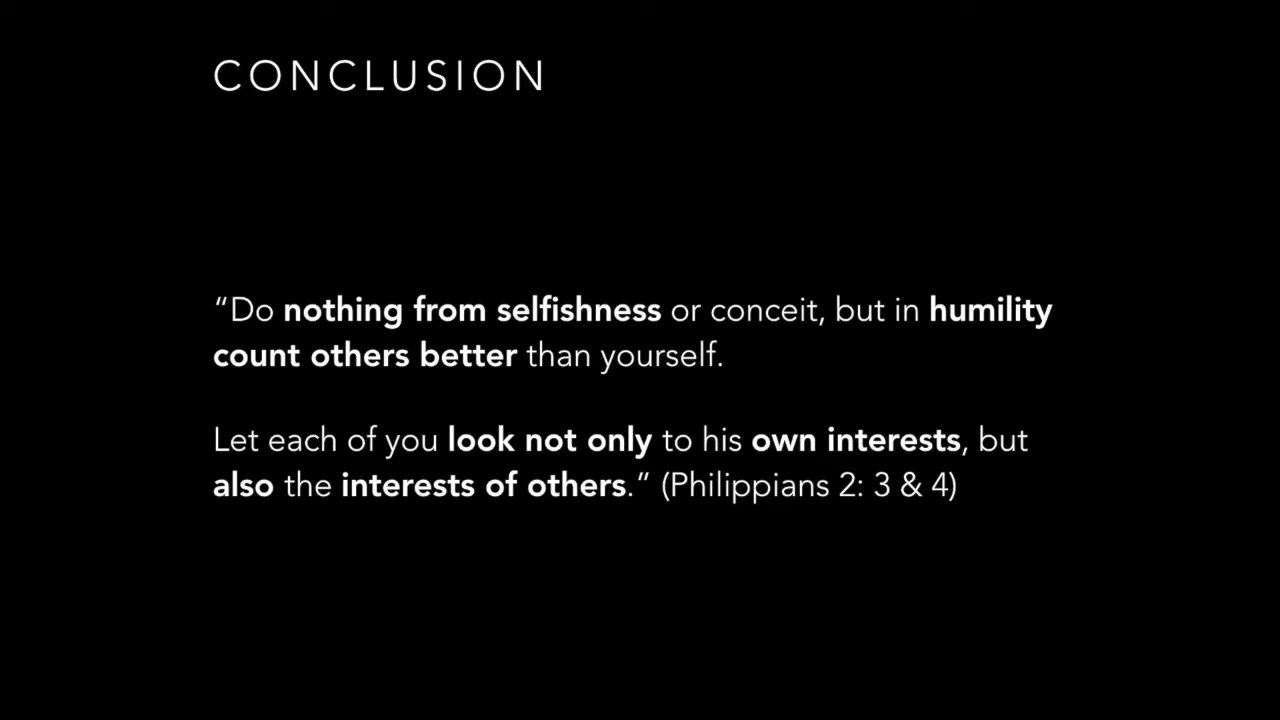 CONCLUSION
“Do nothing from selfishness or conceit, but in humility
count others better than yourself.
Let each of you look not only to his own interests, but
also the interests of others.” (Philippians 2: 3 & 4)